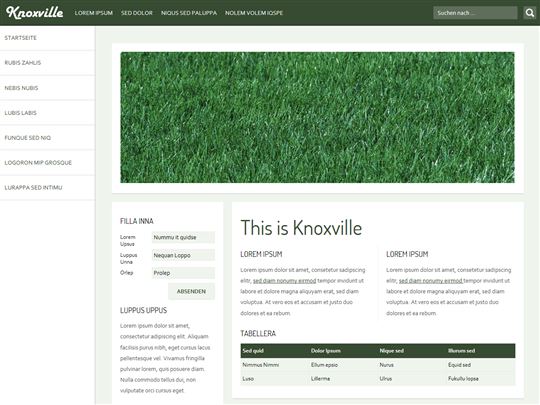 Knoxville LOREM IPSUM SED DOLOR NIQUS SED PALUPPA NOLEM VOLEM IQSPE Suchen nach ...
STARTSEITE
RUBIS ZAHLIS
NEBIS NUBIS
LUBIS LABIS
FUNQUE SED NIQ
LOGORON MIP GROSQUE
LURAPPA SED INTIMU
FILLA INNA
Lorem Upsus
Nummu it quidse
Luppus Unna
Nequan Loppo
Orlep
Prolep
ABSENDEN
LUPPUS UPPUS
Lorem ipsum dolor sit amet,
consectetur adipiscing elit. Aliquam
facilisis purus nibh, eget cursus lacus
pellentesque vel. Vivamus fringilla
pulvinar lorem, quis posuere diam.
Nulla commodo tellus dui, non
vulputate orci cursus eget.
This is Knoxville
LOREM IPSUM
Lorem ipsum dolor sit amet, consetetur sadipscing
elitr, sed diam nonumy eirmod tempor invidunt ut
labore et dolore magna aliquyam erat, sed diam
voluptua. At vero eos et accusam et justo duo
dolores et ea rebum.
LOREM IPSUM
Lorem ipsum dolor sit amet, consetetur sadipscing
elitr, sed diam nonumy eirmod tempor invidunt ut
labore et dolore magna aliquyam erat, sed diam
voluptua. At vero eos et accusam et justo duo
dolores et ea rebum.
TABELLERA
Sed quid Dolor ipsum Nique sed Illorum sed
Nimmus Nimmi Ellum epsio Nurus Equid sed
Luso Lillerma Ulrus Fukullu lopsa